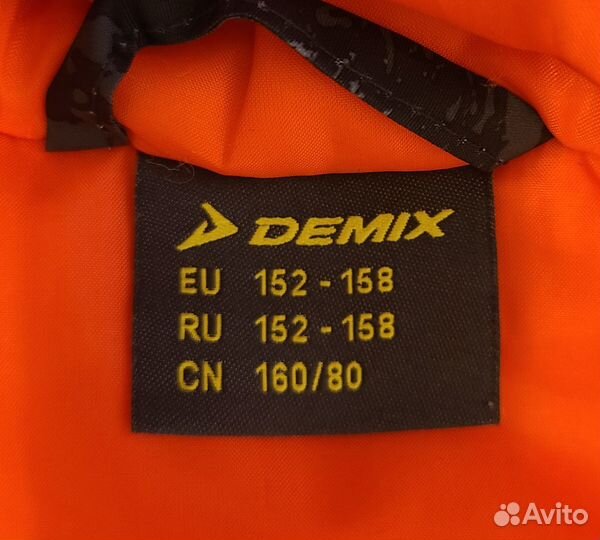 DEMIX
EU 152 - 158
RU 152 - 158
CN 160/80
Avito